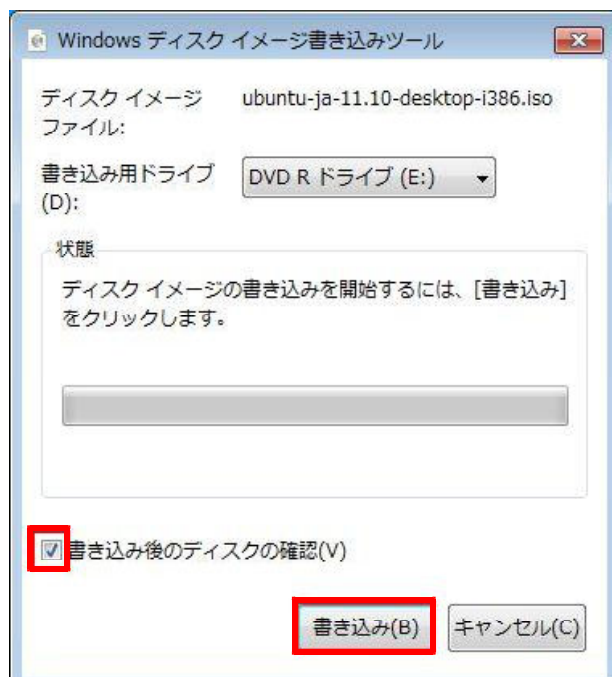 Windows ディスク イメージ書き込みツール
ディスク イメージ ubuntu-ja-11.10-desktop-i386.iso
ファイル:
書き込み用ドライブ DVD R ドライブ (E:)
(D):
状態
ディスク イメージの書き込みを開始するには、[書き込み]
をクリックします。
書き込み後のディスクの確認(V)
書き込み(B) キャンセル(C)